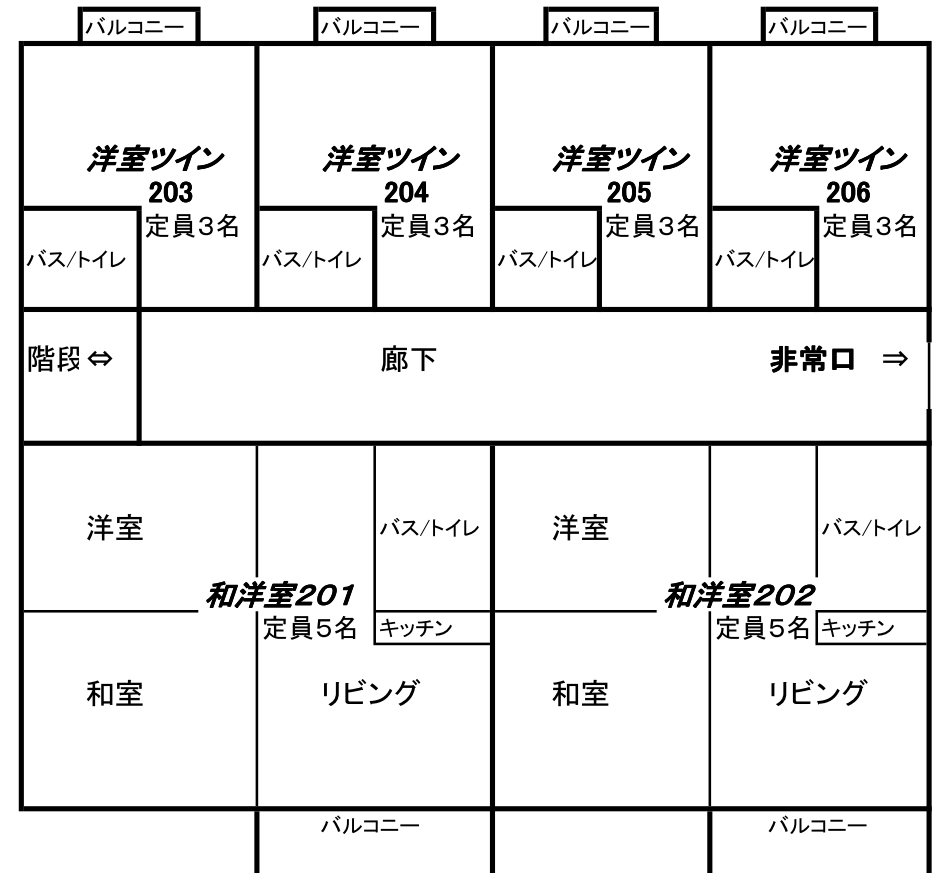 バルコニー バルコニー バルコニー バルコニー
洋室ツイン 洋室ツイン 洋室ツイン 洋室ツイン
203 204 205 206
定員３名 定員３名 定員３名 定員３名
バス/トイレ バス/トイレ バス/トイレ バス/トイレ
階段⇔ 廊下 非常口 ⇒
洋室 バス/トイレ 洋室 バス/トイレ
和洋室201 和洋室202
定員５名 キッチン 定員５名 キッチン
和室 リビング 和室 リビング
バルコニー バルコニー